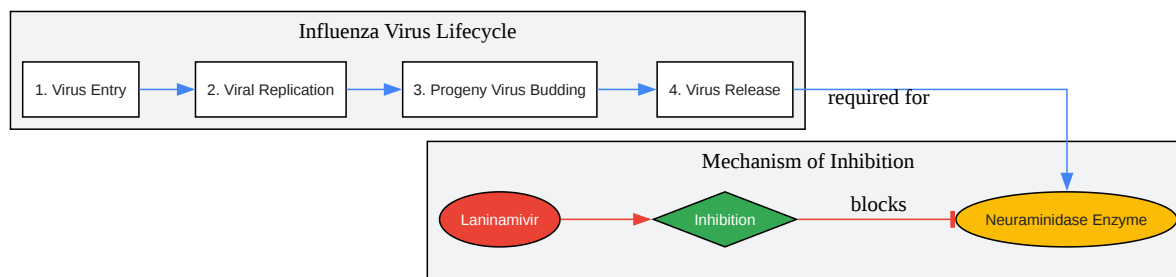 Influenza Virus Lifecycle
1. Virus Entry
2. Viral Replication
3. Progeny Virus Budding
4. Virus Release
required for
Mechanism of Inhibition
Laninamivir
Inhibition
blocks
Neuraminidase Enzyme